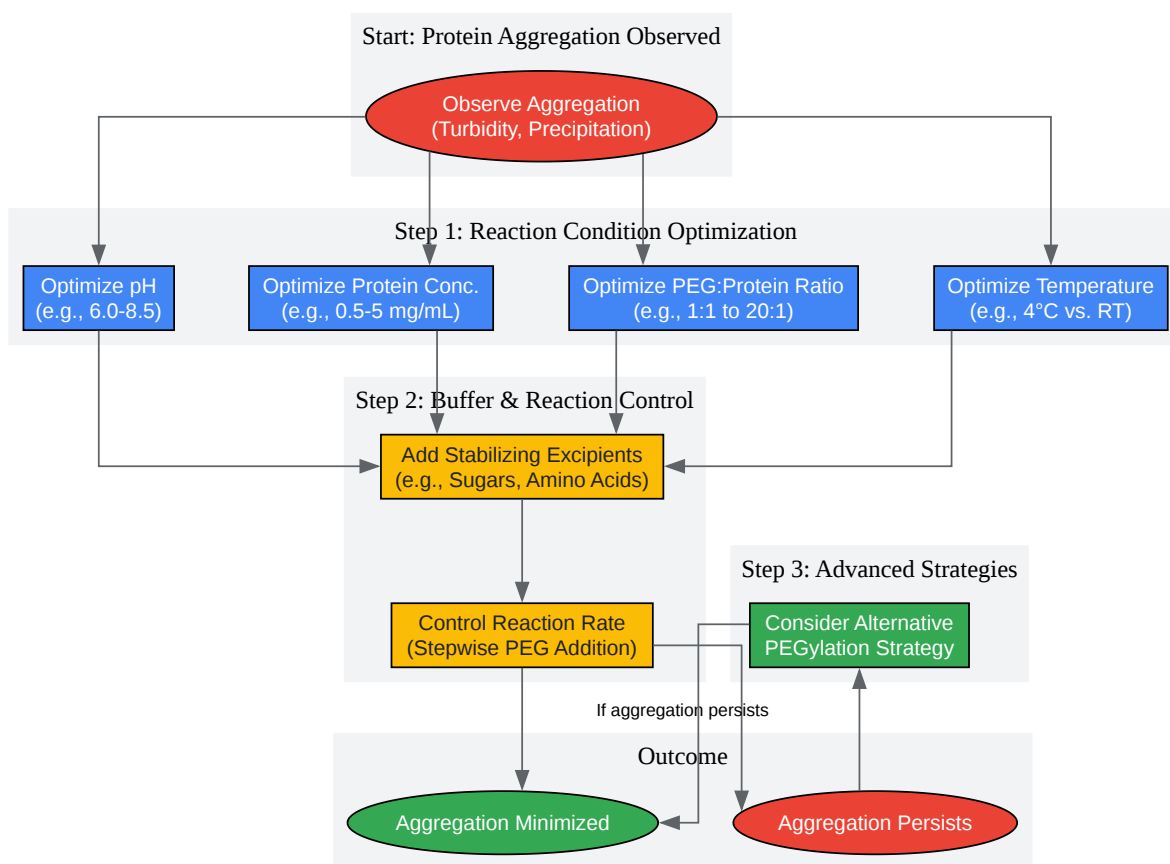 Start: Protein Aggregation Observed
Observe Aggregation
(Turbidity, Precipitation)
Step 1: Reaction Condition Optimization
Optimize pH
(e.g., 6.0-8.5)
Optimize Protein Conc.
(e.g., 0.5-5 mg/mL)
Optimize PEG:Protein Ratio
(e.g., 1:1 to 20:1)
Optimize Temperature
(e.g., 4°C vs. RT)
Step 2: Buffer & Reaction Control
Add Stabilizing Excipients
(e.g., Sugars, Amino Acids)
Control Reaction Rate
(Stepwise PEG Addition)
Step 3: Advanced Strategies
Consider Alternative
PEGylation Strategy
If aggregation persists
Outcome
Aggregation Minimized
Aggregation Persists